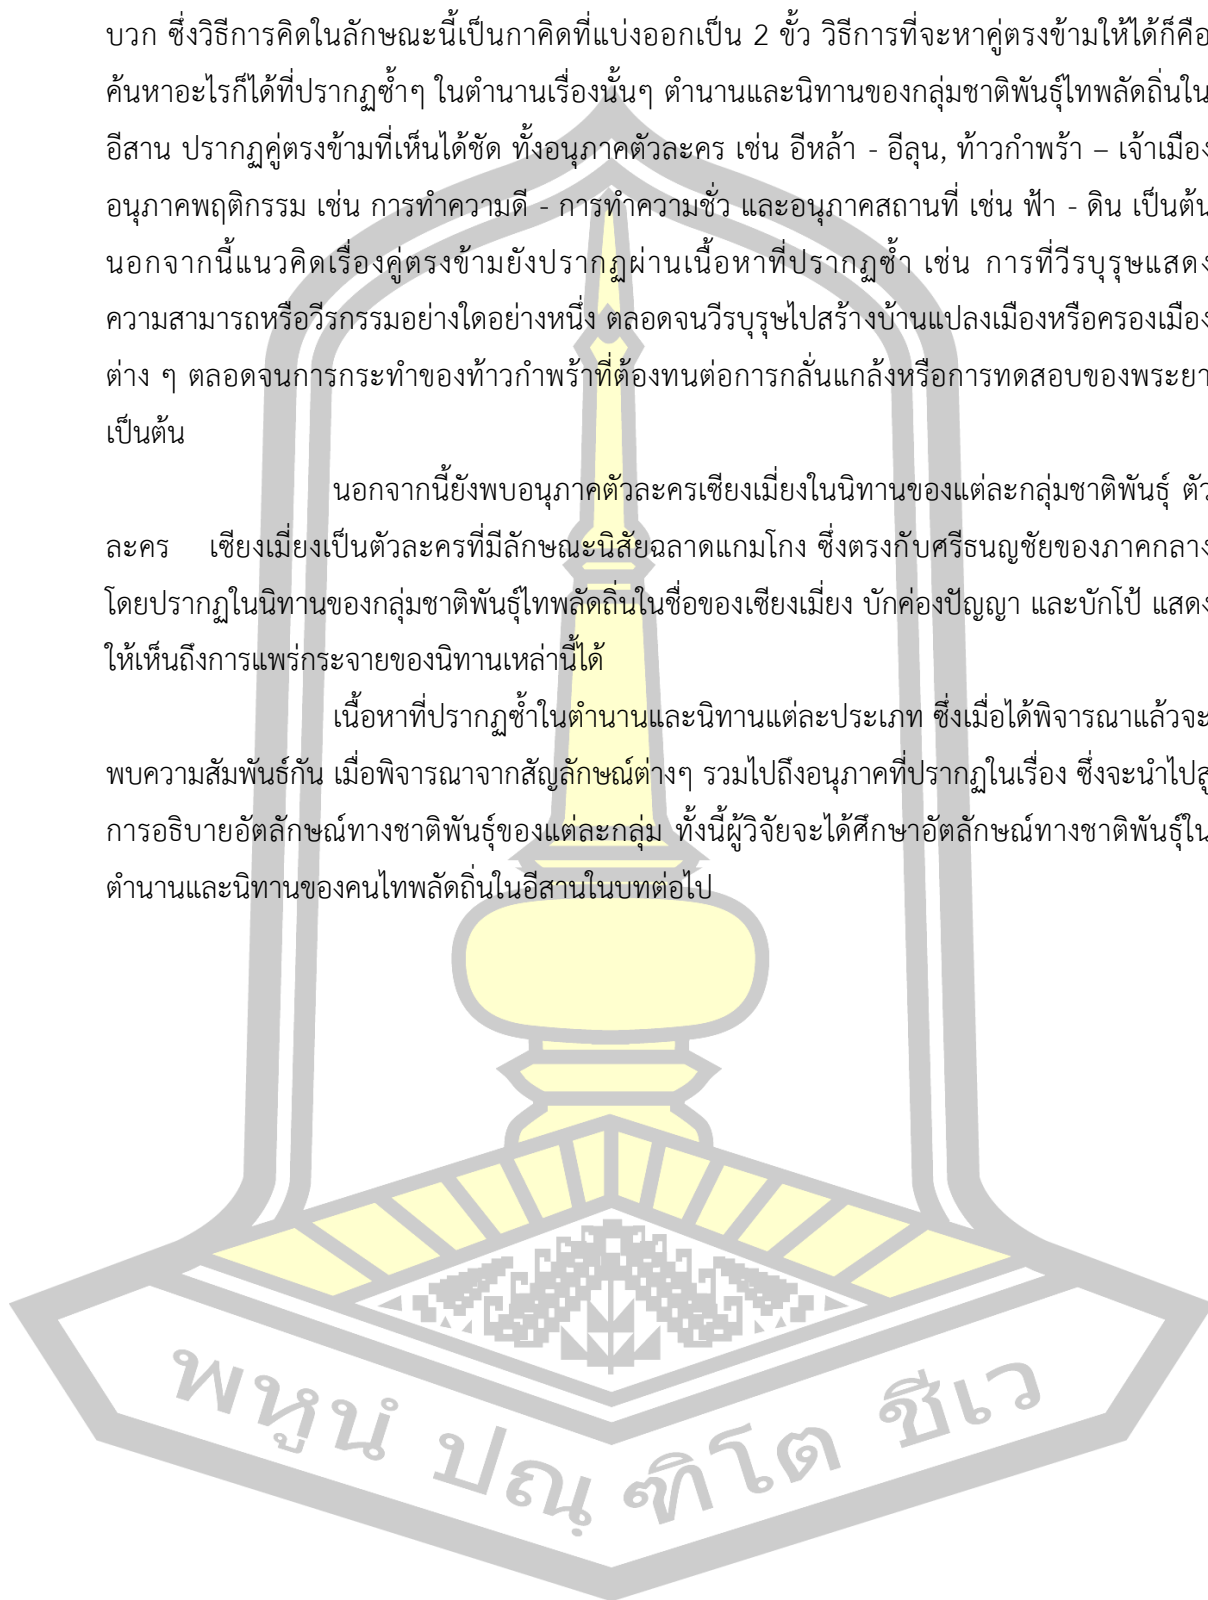 บวก ซึ่งวิธีการคิดในลักษณะนี้เป็นกาคิดที่แบ่งออกเป็น 2 ขั้ว วิธีการที่จะหาคู่ตรงข้ามให้ได้ก็คือ
ค้นหาอะไรก็ได้ที่ปรากฏซ้ำๆ ในตำนานเรื่องนั้นๆ ตำนานและนิทานของกลุ่มชาติพันธุ์ไทพลัดถิ่นใน
อีสาน ปรากฏคู่ตรงข้ามที่เห็นได้ชัด ทั้งอนุภาคตัวละคร เช่น อีหล้า - อีลุน, ท้าวกำพร้า – เจ้าเมือง
อนุภาคพฤติกรรม เช่น การทำความดี - การทำความชั่ว และอนุภาคสถานที่ เช่น ฟ้า - ดิน เป็นต้น
นอกจากนี้แนวคิดเรื่องคู่ตรงข้ามยังปรากฏผ่านเนื้อหาที่ปรากฏซ้ำ เช่น การที่วีรบุรุษแสดง
ความสามารถหรือวีรกรรมอย่างใดอย่างหนึ่ง ตลอดจนวีรบุรุษไปสร้างบ้านแปลงเมืองหรือครองเมือง
ต่าง ๆ ตลอดจนการกระทำของท้าวกำพร้าที่ต้องทนต่อการกลั่นแกล้งหรือการทดสอบของพระยา
เป็นต้น
นอกจากนี้ยังพบอนุภาคตัวละครเซียงเมี่ยงในนิทานของแต่ละกลุ่มชาติพันธุ์ ตัว
ละคร เซียงเมี่ยงเป็นตัวละครที่มีลักษณะนิสัยฉลาดแกมโกง ซึ่งตรงกับศรีธนญชัยของภาคกลาง
โดยปรากฏในนิทานของกลุ่มชาติพันธุ์ไทพลัดถิ่นในชื่อของเซียงเมี่ยง บักค่องปัญญา และบักโป้ แสดง
ให้เห็นถึงการแพร่กระจายของนิทานเหล่านี้ได้
เนื้อหาที่ปรากฏซ้ำในตำนานและนิทานแต่ละประเภท ซึ่งเมื่อได้พิจารณาแล้วจะ
พบความสัมพันธ์กัน เมื่อพิจารณาจากสัญลักษณ์ต่างๆ รวมไปถึงอนุภาคที่ปรากฏในเรื่อง ซึ่งจะนำไปสู่
การอธิบายอัตลักษณ์ทางชาติพันธุ์ของแต่ละกลุ่ม ทั้งนี้ผู้วิจัยจะได้ศึกษาอัตลักษณ์ทางชาติพันธุ์ใน
ตำนานและนิทานของคนไทพลัดถิ่นในอีสานในบทต่อไป
พหูนํ ปณฺฑิโต ชีเว